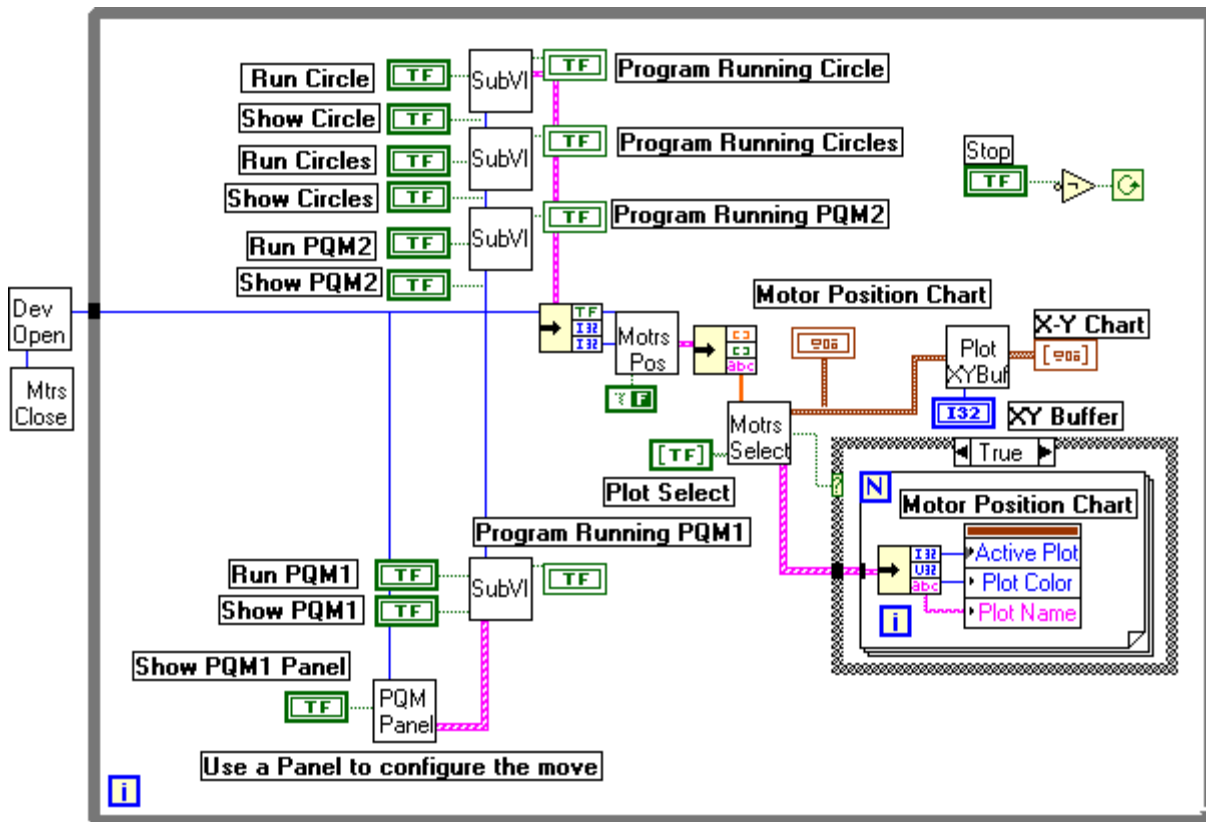 Run Circle
TF
SubVI
TF
Program Running Circle
Show Circle
TF
Run Circles
TF
SubVI
TF
Program Running Circles
Show Circles
TF
Stop
TF
Run PQM2
TF
SubVI
TF
Program Running PQM2
Show PQM2
TF
Dev
Open
Mtrs
Close
TF
I32
I32
Motrs
Pos
F
abc
Motor Position Chart
Plot
XYBuf
X-Y Chart
I32
XY Buffer
Motrs
Select
[TF]
Plot Select
True
N
Motor Position Chart
I32
U32
abc
Active Plot
Plot Color
Plot Name
i
Program Running PQM1
Run PQM1
TF
SubVI
TF
Show PQM1
TF
Show PQM1 Panel
TF
PQM
Panel
Use a Panel to configure the move
i